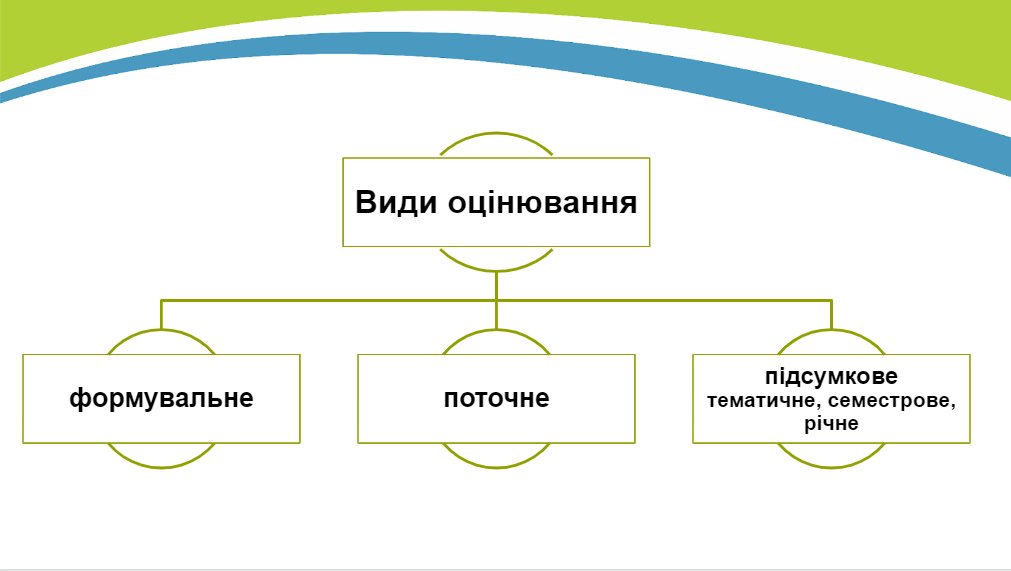 Види оцінювання
формувальне
поточне
підсумкове
тематичне, семестрове,
річне